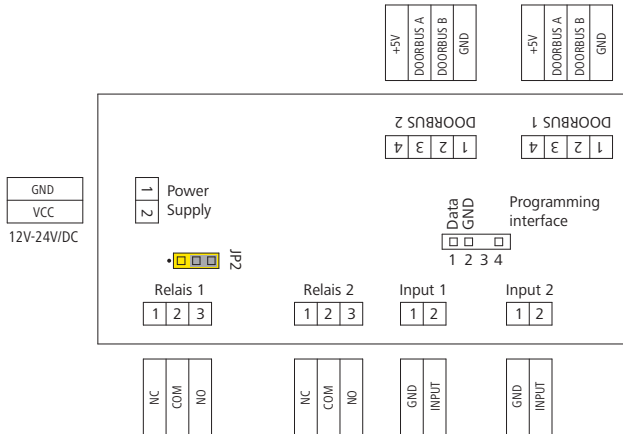 +5V
DOORBUS A
DOORBUS B
GND
+5V
DOORBUS A
DOORBUS B
GND
DOORBUS 2
4 3 2 1
DOORBUS 1
4 3 2 1
GND
VCC
12V-24V/DC
1
2
Power
Supply
Data
GND
1 2 3 4
Programming
interface
JP2
Relais 1
1 2 3
Relais 2
1 2 3
Input 1
1 2
Input 2
1 2
NC
COM
NO
NC
COM
NO
GND
INPUT
GND
INPUT